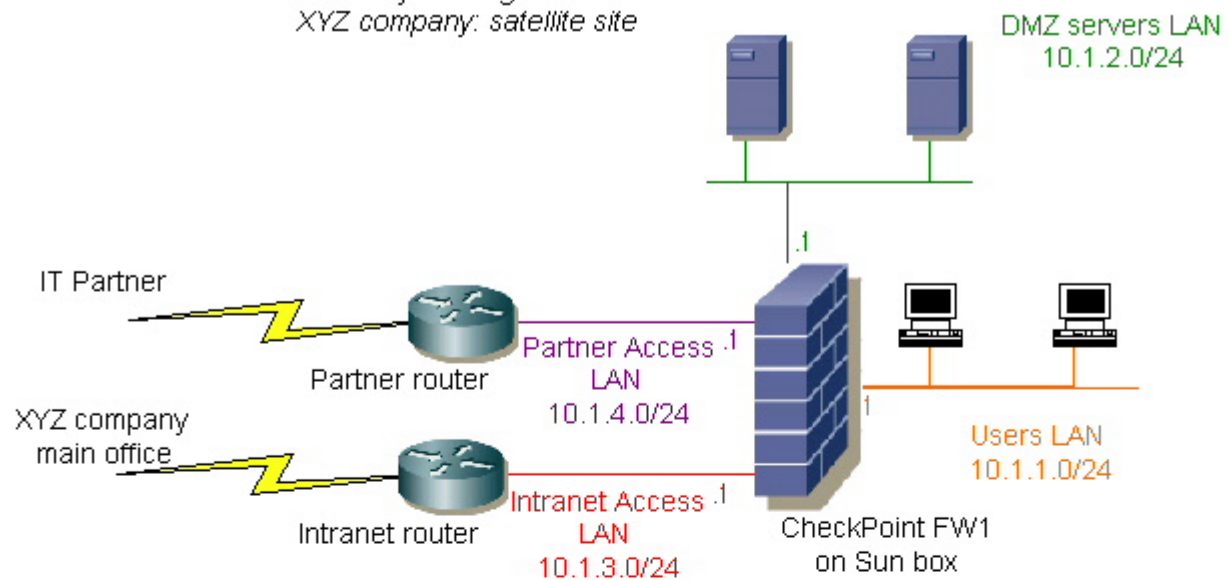 XYZ company: satellite site
DMZ servers LAN
10.1.2.0/24
.1
IT Partner
Partner router
Partner Access
LAN
10.1.4.0/24
.1
XYZ company
main office
Intranet router
Intranet Access
LAN
10.1.3.0/24
.1
.1
Users LAN
10.1.1.0/24
CheckPoint FW1
on Sun box